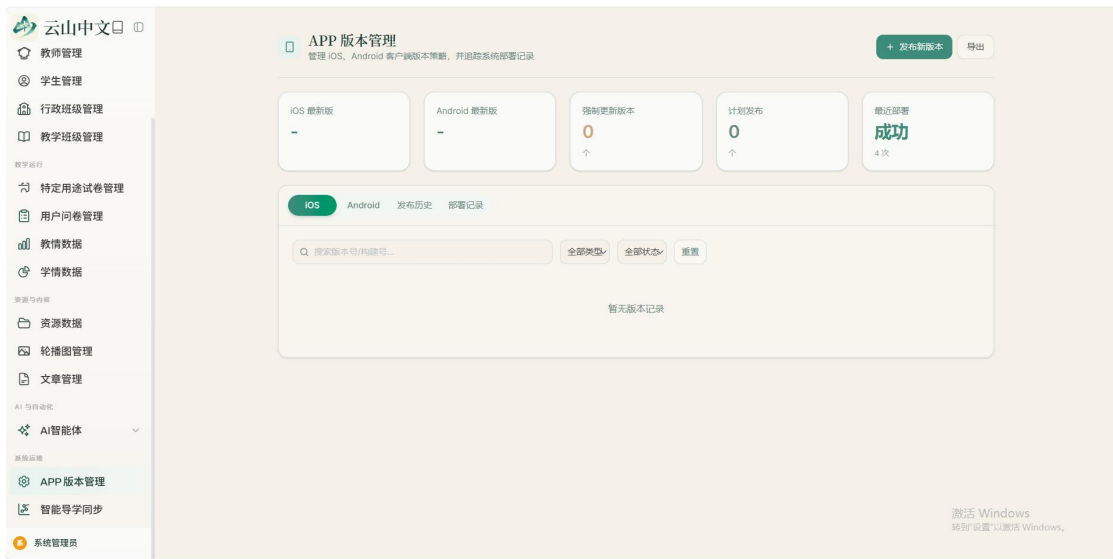 云山中文
教师管理
学生管理
行政班级管理
教学班级管理
教学运行
特定用途试卷管理
用户问卷管理
教情数据
学情数据
资源与内容
资源数据
轮播图管理
文章管理
AI 与自动化
AI智能体
系统运维
APP 版本管理
智能导学同步
系统管理员
APP 版本管理
管理 iOS、Android 客户端版本策略，并追踪系统部署记录
+ 发布新版本
导出
iOS 最新版
-
Android 最新版
-
强制更新版本
0
个
计划发布
0
个
最近部署
成功
4 次
iOS
Android
发布历史
部署记录
搜索版本号/构建号...
全部类型
全部状态
重置
暂无版本记录
激活 Windows
转到"设置"以激活 Windows。